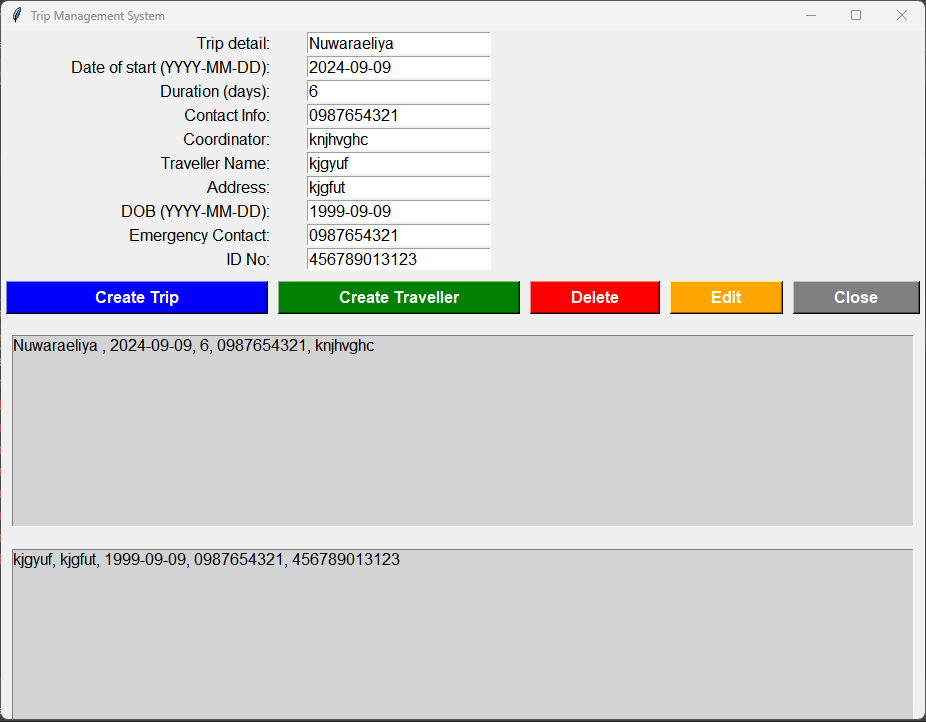 Trip Management System
Trip detail: Nuwaraeliya
Date of start (YYYY-MM-DD): 2024-09-09
Duration (days): 6
Contact Info: 0987654321
Coordinator: knjhvghc
Traveller Name: kjgyuf
Address: kjgfut
DOB (YYYY-MM-DD): 1999-09-09
Emergency Contact: 0987654321
ID No: 456789013123
Create Trip Create Traveller Delete Edit Close
Nuwaraeliya , 2024-09-09, 6, 0987654321, knjhvghc
kjgyuf, kjgfut, 1999-09-09, 0987654321, 456789013123